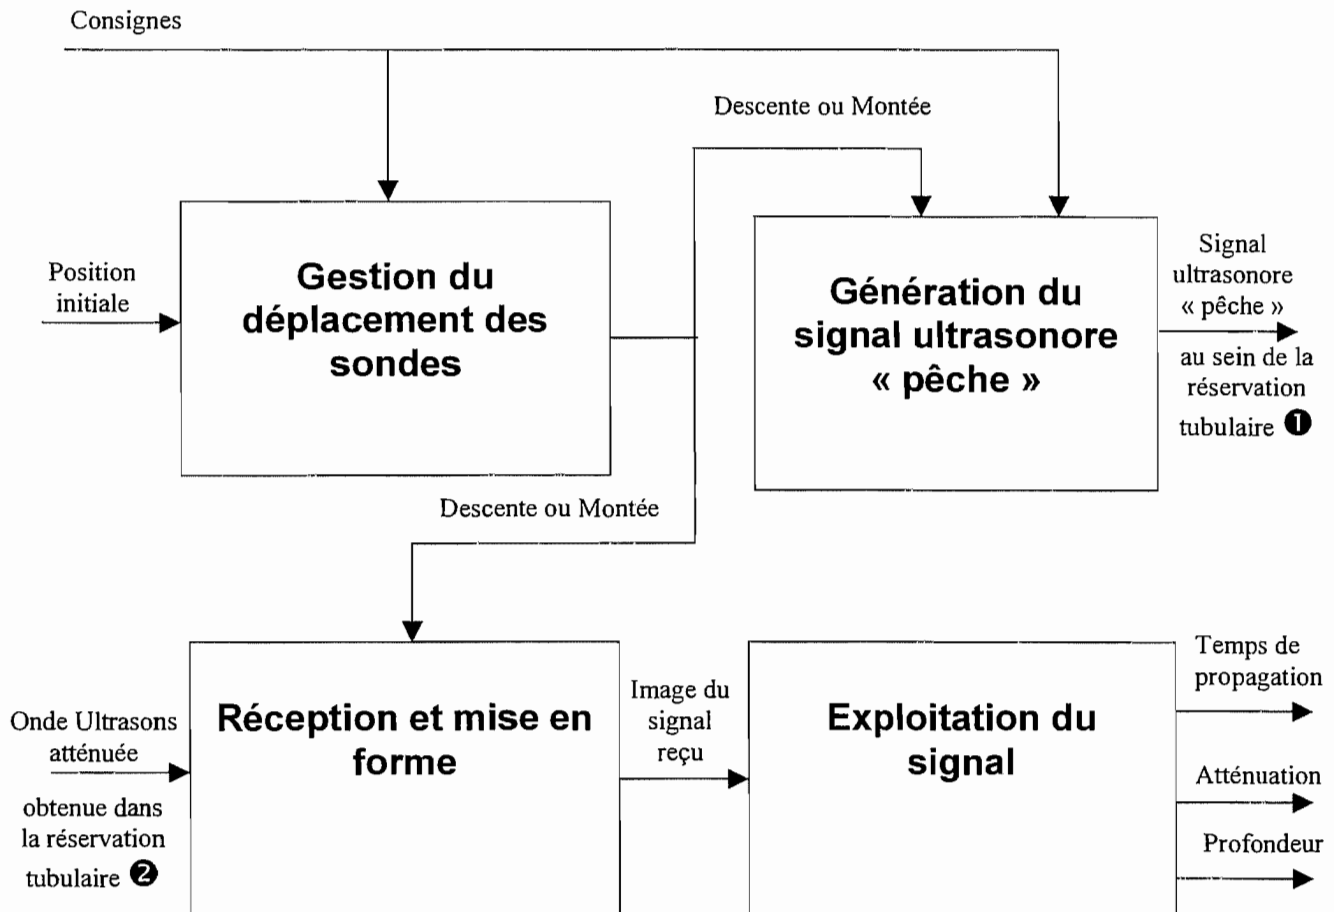 Consignes
Descente ou Montée
Position
initiale
Gestion du
déplacement des
sondes
Génération du
signal ultrasonore
« pêche »
Signal
ultrasonore
« pêche »
au sein de la
réservation
tubulaire ❶
Descente ou Montée
Onde Ultrasons
atténuée
obtenue dans
la réservation
tubulaire ❷
Réception et mise en
forme
Image du
signal
reçu
Exploitation du
signal
Temps de
propagation
Atténuation
Profondeur